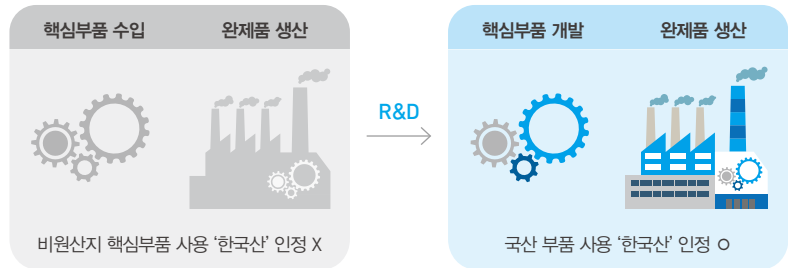 핵심부품 수입
완제품 생산
비원산지 핵심부품 사용 ‘한국산’ 인정 X
R&D
핵심부품 개발
완제품 생산
국산 부품 사용 ‘한국산’ 인정 O